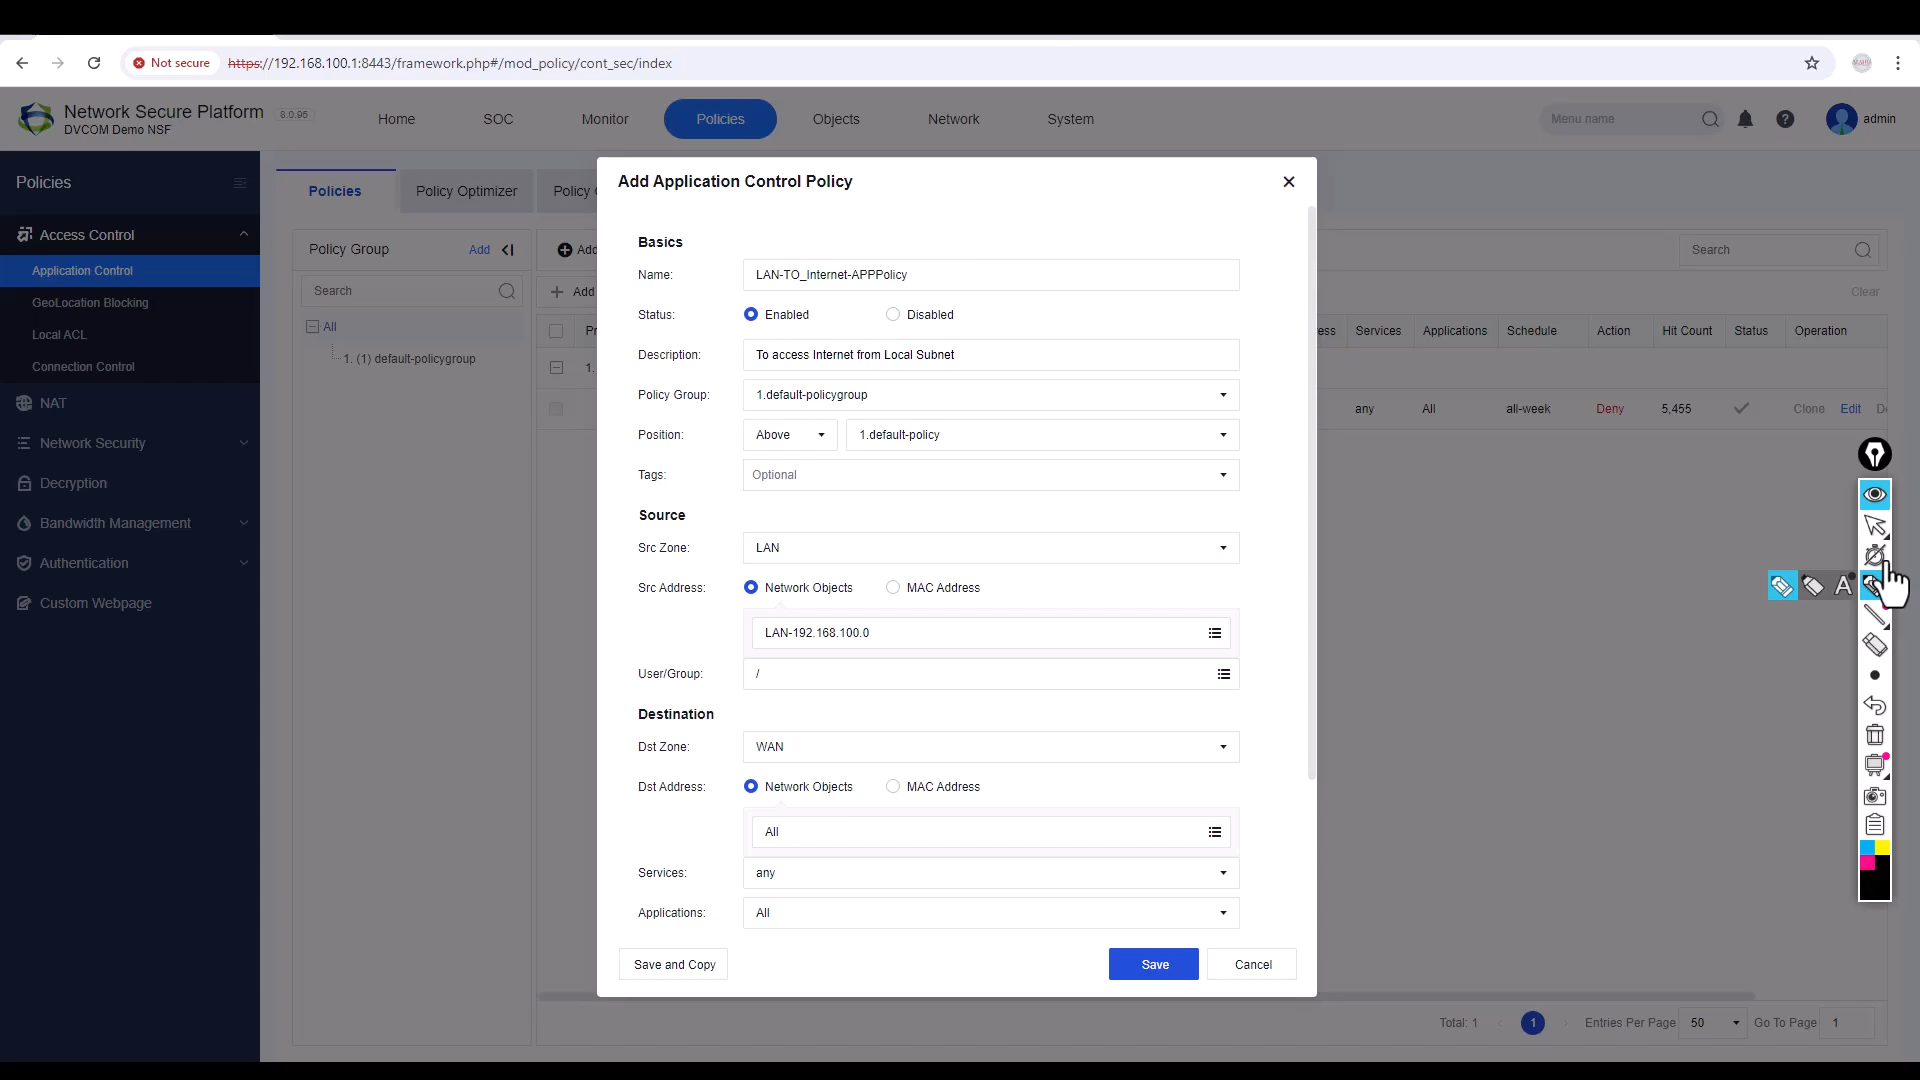 Not secure https://192.168.100.1:8443/framework.php#/mod_policy/cont_sec/index
Network Secure Platform 8.0.95
DVCOM Demo NSF
Home SOC Monitor Policies Objects Network System
Menu name
admin
Policies
Access Control
Application Control
GeoLocation Blocking
Local ACL
Connection Control
NAT
Network Security
Decryption
Bandwidth Management
Authentication
Custom Webpage
Policies Policy Optimizer Policy
Policy Group Add
Search
All
1. (1) default-policygroup
Add
Add
Search
Clear
Services Applications Schedule Action Hit Count Status Operation
1.
any All all-week Deny 5,455 Clone Edit
Add Application Control Policy
Basics
Name: LAN-TO_Internet-APPPolicy
Status: Enabled Disabled
Description: To access Internet from Local Subnet
Policy Group: 1.default-policygroup
Position: Above 1.default-policy
Tags: Optional
Source
Src Zone: LAN
Src Address: Network Objects MAC Address
LAN-192.168.100.0
User/Group: /
Destination
Dst Zone: WAN
Dst Address: Network Objects MAC Address
All
Services: any
Applications: All
Save and Copy Save Cancel
A
Total: 1 1 Entries Per Page 50 Go To Page 1